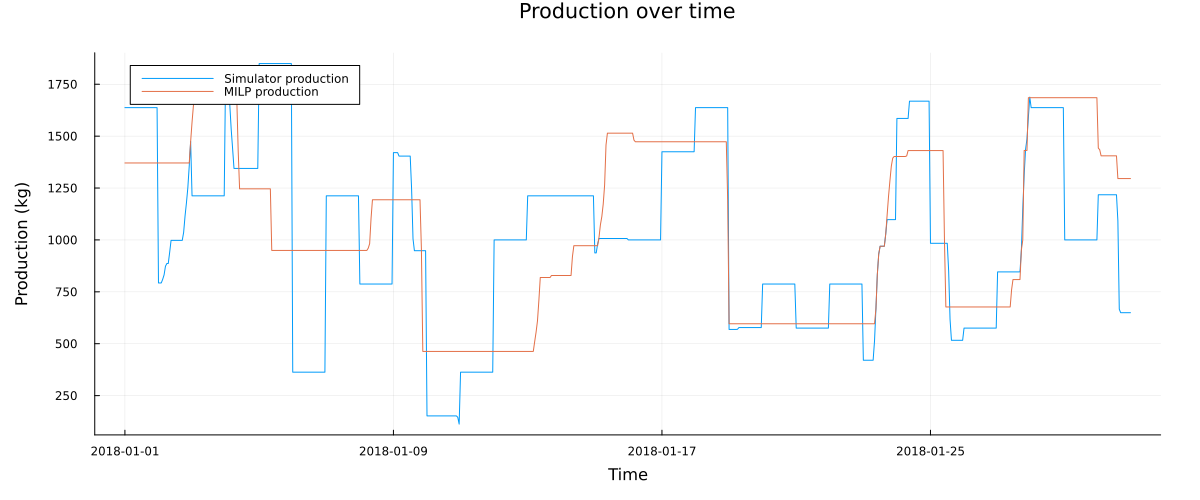 Production over time
Simulator production
MILP production
1750
1500
1250
1000
750
500
250
Production (kg)
2018-01-01
2018-01-09
2018-01-17
2018-01-25
Time